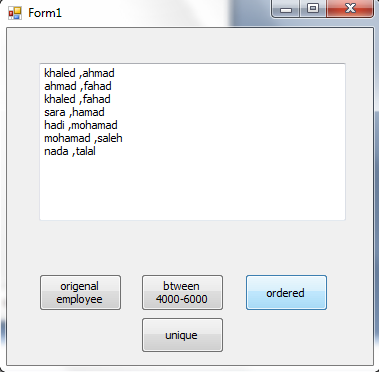 Form1
khaled ,ahmad
ahmad ,fahad
khaled ,fahad
sara ,hamad
hadi ,mohamad
mohamad ,saleh
nada ,talal
origenal
employee
btween
4000-6000
ordered
unique